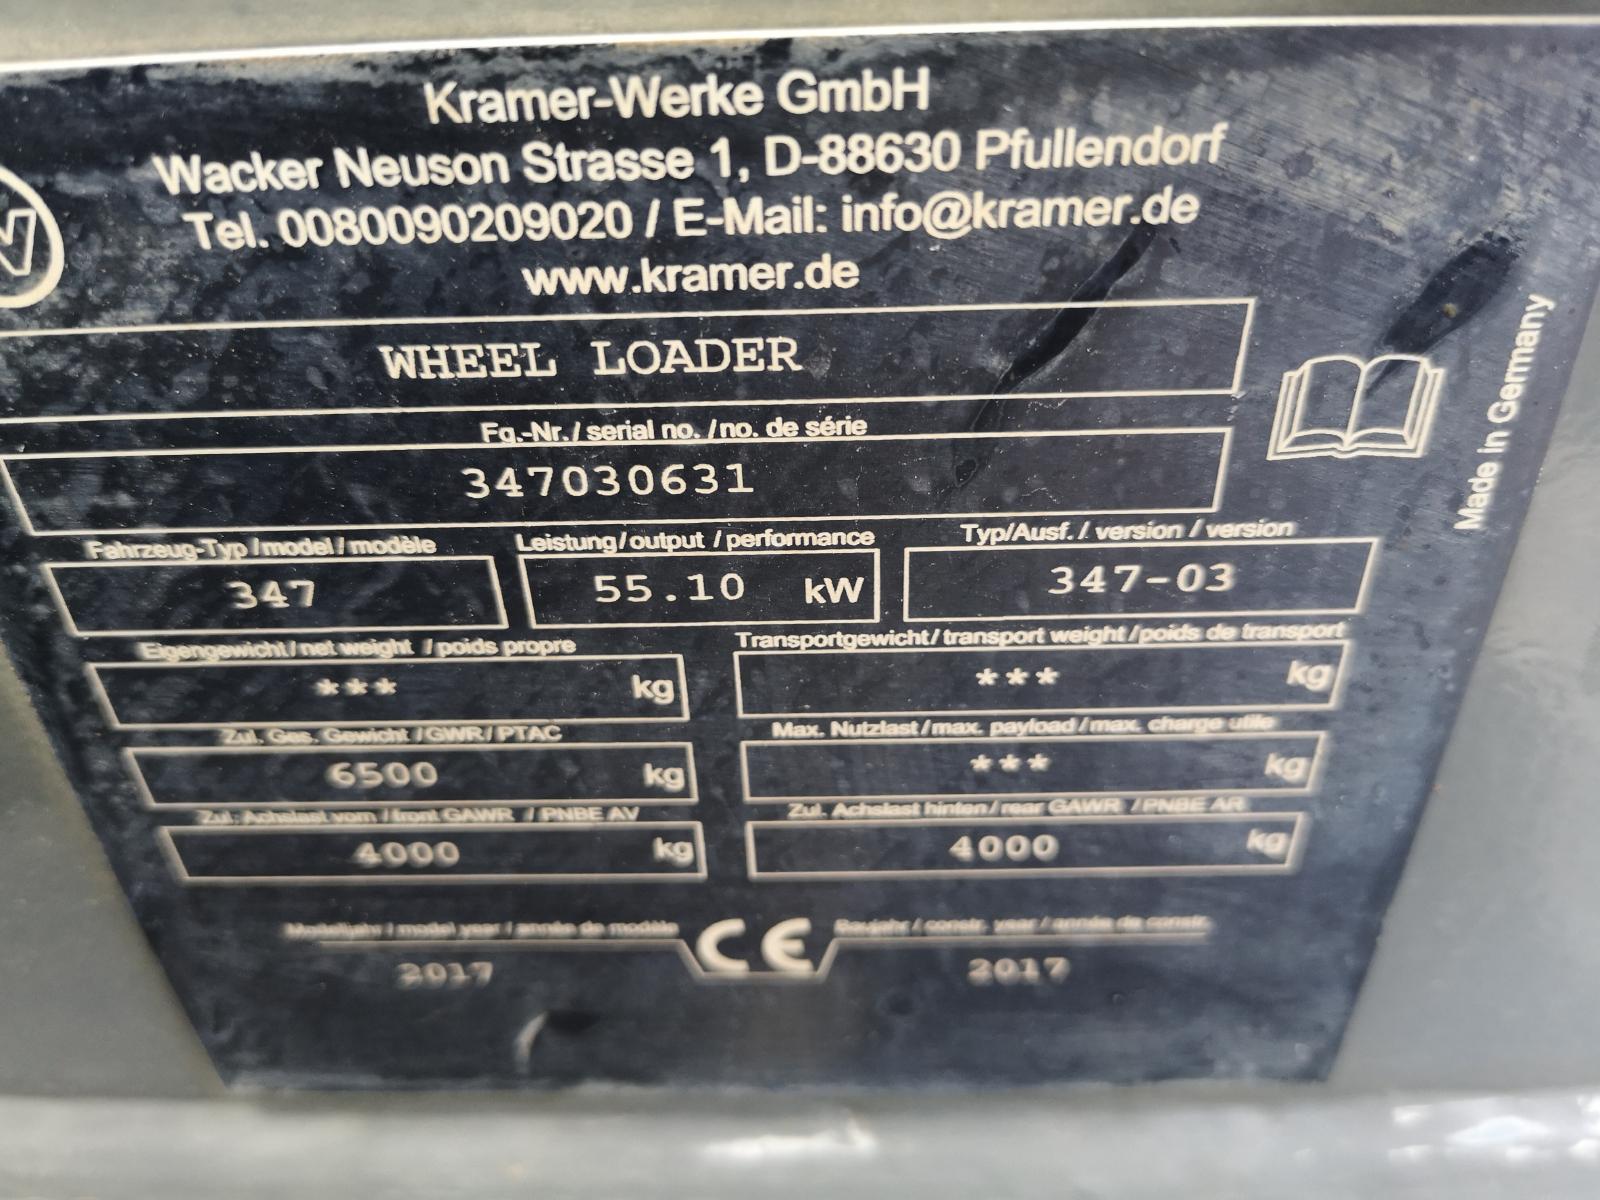 Kramer-Werke GmbH
Wacker Neuson Strasse 1, D-88630 Pfullendorf
Tel. 0080090209020 / E-Mail: info@kramer.de
www.kramer.de
WHEEL LOADER
Made in Germany
Fg.-Nr./ serial no. /no. de série
347030631
Fahrzeug-Typ /model / modèle
347
Leistung/ output / performance
55.10 kW
Typ/Ausf. / version / version
347-03
Eigengewicht/ net weight / poids propre
*** kg
Transportgewicht/ transport weight /poids de transport
*** kg
Zul. Ges. Gewicht /GWR/ PTAC
6500 kg
Max. Nutzlast / max. payload / max. charge utile
*** kg
Zul. Achslast vorn / front GAWR / PNBE AV
4000 kg
Zul. Achslast hinten / rear GAWR / PNBE AR
4000 kg
Modelljahr / model year / année de modèle
2017
CE
Baujahr / constr. year / année de constr.
2017